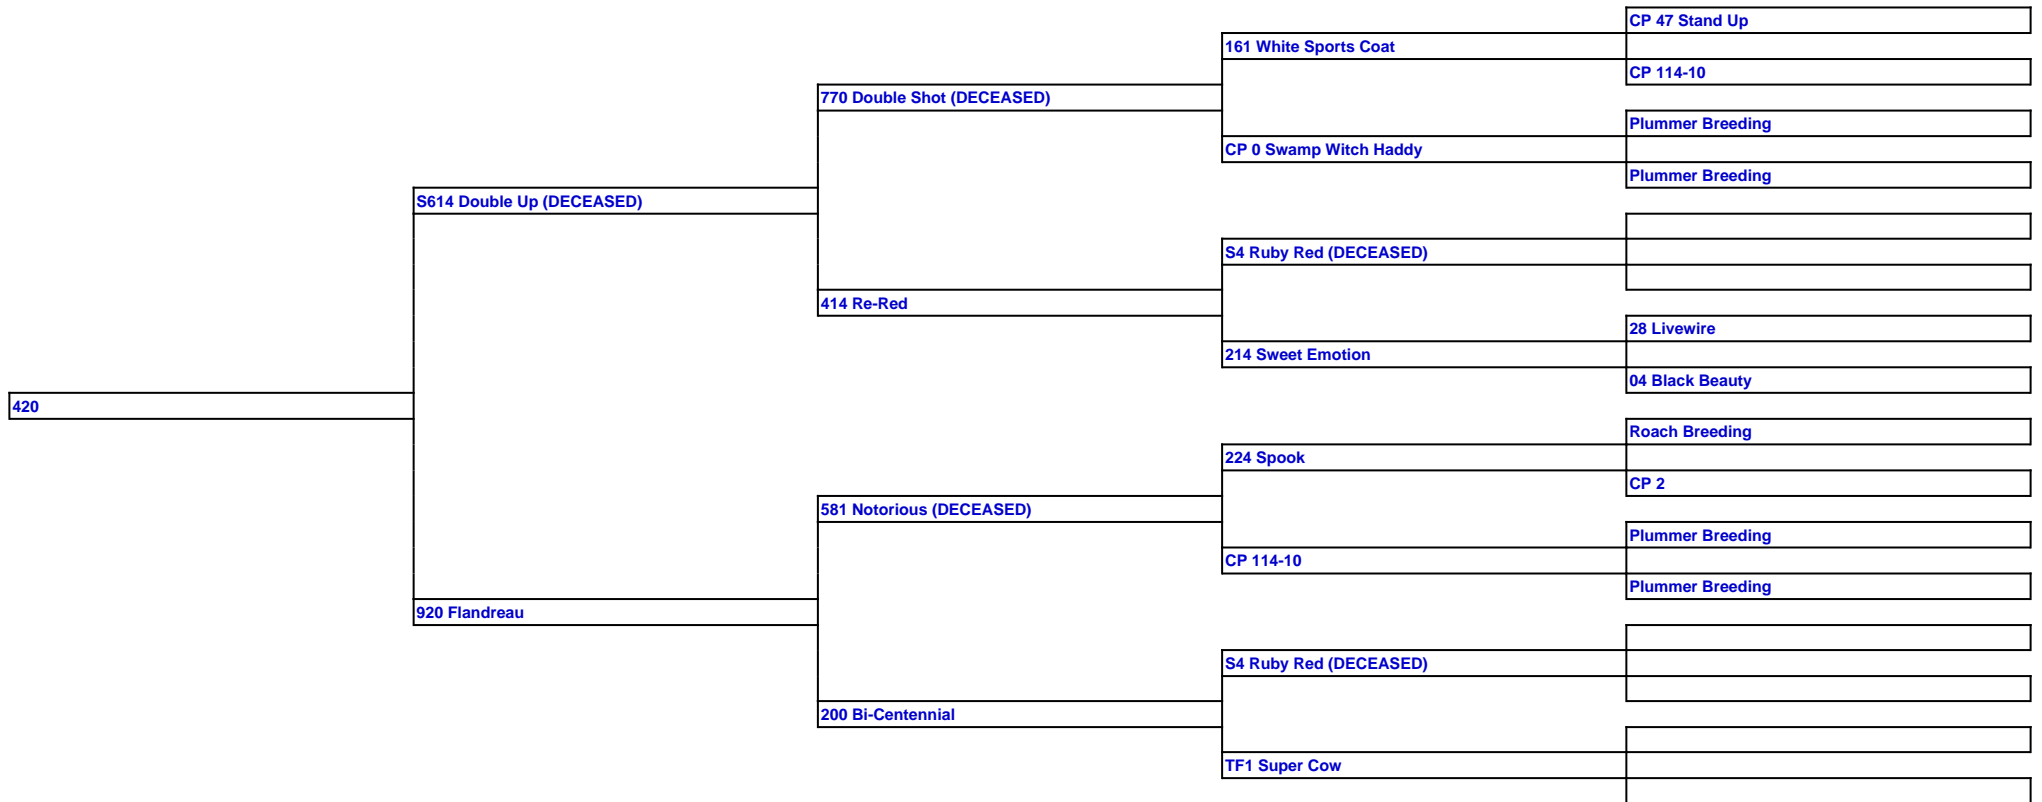 CP 47 Stand Up
161 White Sports Coat
CP 114-10
770 Double Shot (DECEASED)
Plummer Breeding
CP 0 Swamp Witch Haddy
Plummer Breeding
S614 Double Up (DECEASED)
S4 Ruby Red (DECEASED)
414 Re-Red
28 Livewire
214 Sweet Emotion
04 Black Beauty
420
Roach Breeding
224 Spook
CP 2
581 Notorious (DECEASED)
Plummer Breeding
CP 114-10
Plummer Breeding
920 Flandreau
S4 Ruby Red (DECEASED)
200 Bi-Centennial
TF1 Super Cow